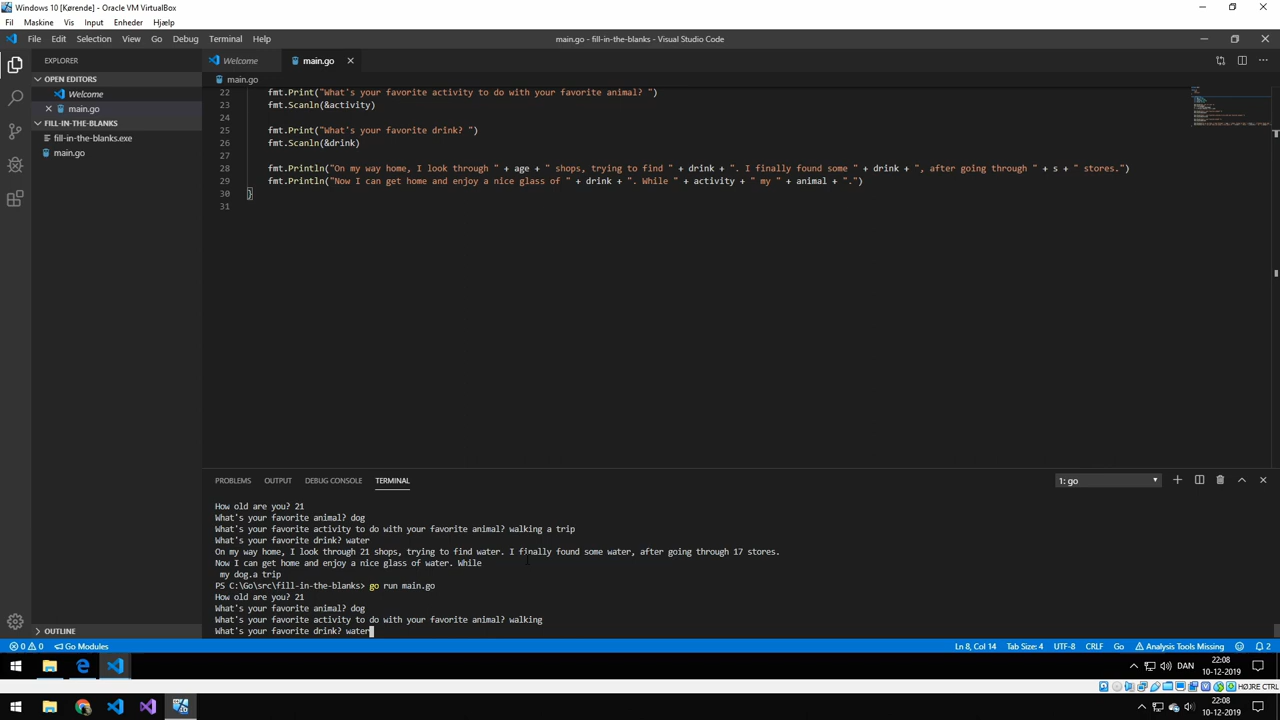 Windows 10 [Kørende] - Oracle VM VirtualBox
Fil Maskine Vis Input Enheder Hjælp
File Edit Selection View Go Debug Terminal Help
main.go - fill-in-the-blanks - Visual Studio Code
EXPLORER
OPEN EDITORS
Welcome
main.go
FILL-IN-THE-BLANKS
fill-in-the-blanks.exe
main.go
OUTLINE
Welcome main.go
main.go
22 fmt.Print("What's your favorite activity to do with your favorite animal? ")
23 fmt.Scanln(&activity)
24
25 fmt.Print("What's your favorite drink? ")
26 fmt.Scanln(&drink)
27
28 fmt.Println("On my way home, I look through " + age + " shops, trying to find " + drink + ". I finally found some " + drink + ", after going through " + s + " stores.")
29 fmt.Println("Now I can get home and enjoy a nice glass of " + drink + ". While " + activity + " my " + animal + ".")
30 }
31
PROBLEMS OUTPUT DEBUG CONSOLE TERMINAL
1: go
How old are you? 21
What's your favorite animal? dog
What's your favorite activity to do with your favorite animal? walking a trip
What's your favorite drink? water
On my way home, I look through 21 shops, trying to find water. I finally found some water, after going through 17 stores.
Now I can get home and enjoy a nice glass of water. While
my dog.a trip
PS C:\Go\src\fill-in-the-blanks> go run main.go
How old are you? 21
What's your favorite animal? dog
What's your favorite activity to do with your favorite animal? walking
What's your favorite drink? water
0 0 Go Modules
Ln 8, Col 14 Tab Size: 4 UTF-8 CRLF Go Analysis Tools Missing 2
DAN 22:08
10-12-2019
HØJRE CTRL
22:08
10-12-2019